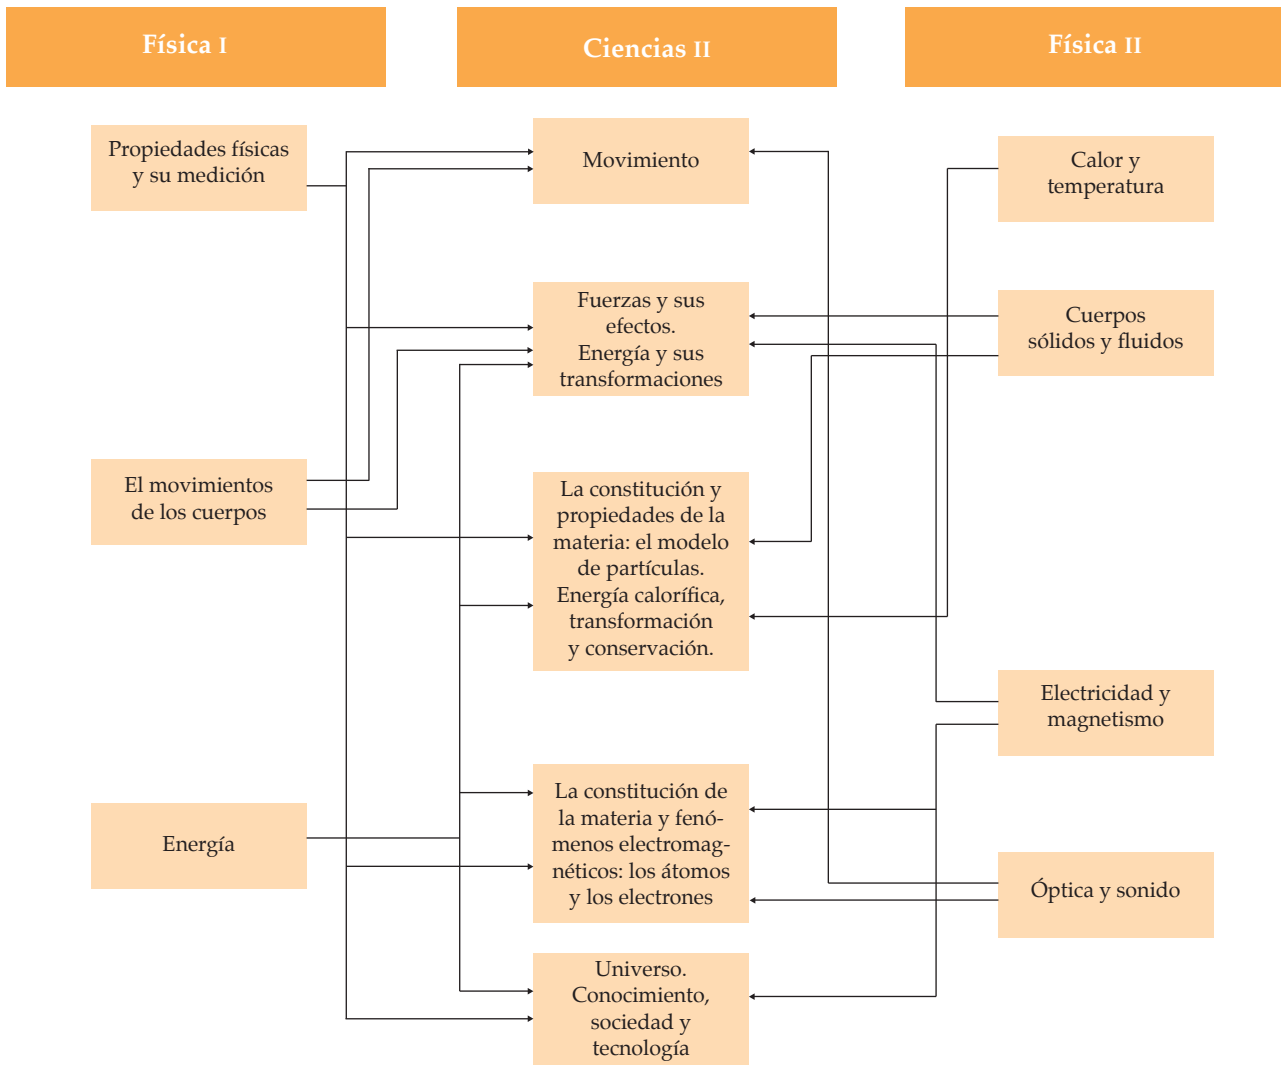 Física I
Ciencias II
Física II
Propiedades físicas
y su medición
El movimientos
de los cuerpos
Energía
Movimiento
Fuerzas y sus
efectos.
Energía y sus
transformaciones
La constitución y
propiedades de la
materia: el modelo
de partículas.
Energía calorífica,
transformación
y conservación.
La constitución de
la materia y fenó-
menos electromag-
néticos: los átomos
y los electrones
Universo.
Conocimiento,
sociedad y
tecnología
Calor y
temperatura
Cuerpos
sólidos y fluidos
Electricidad y
magnetismo
Óptica y sonido